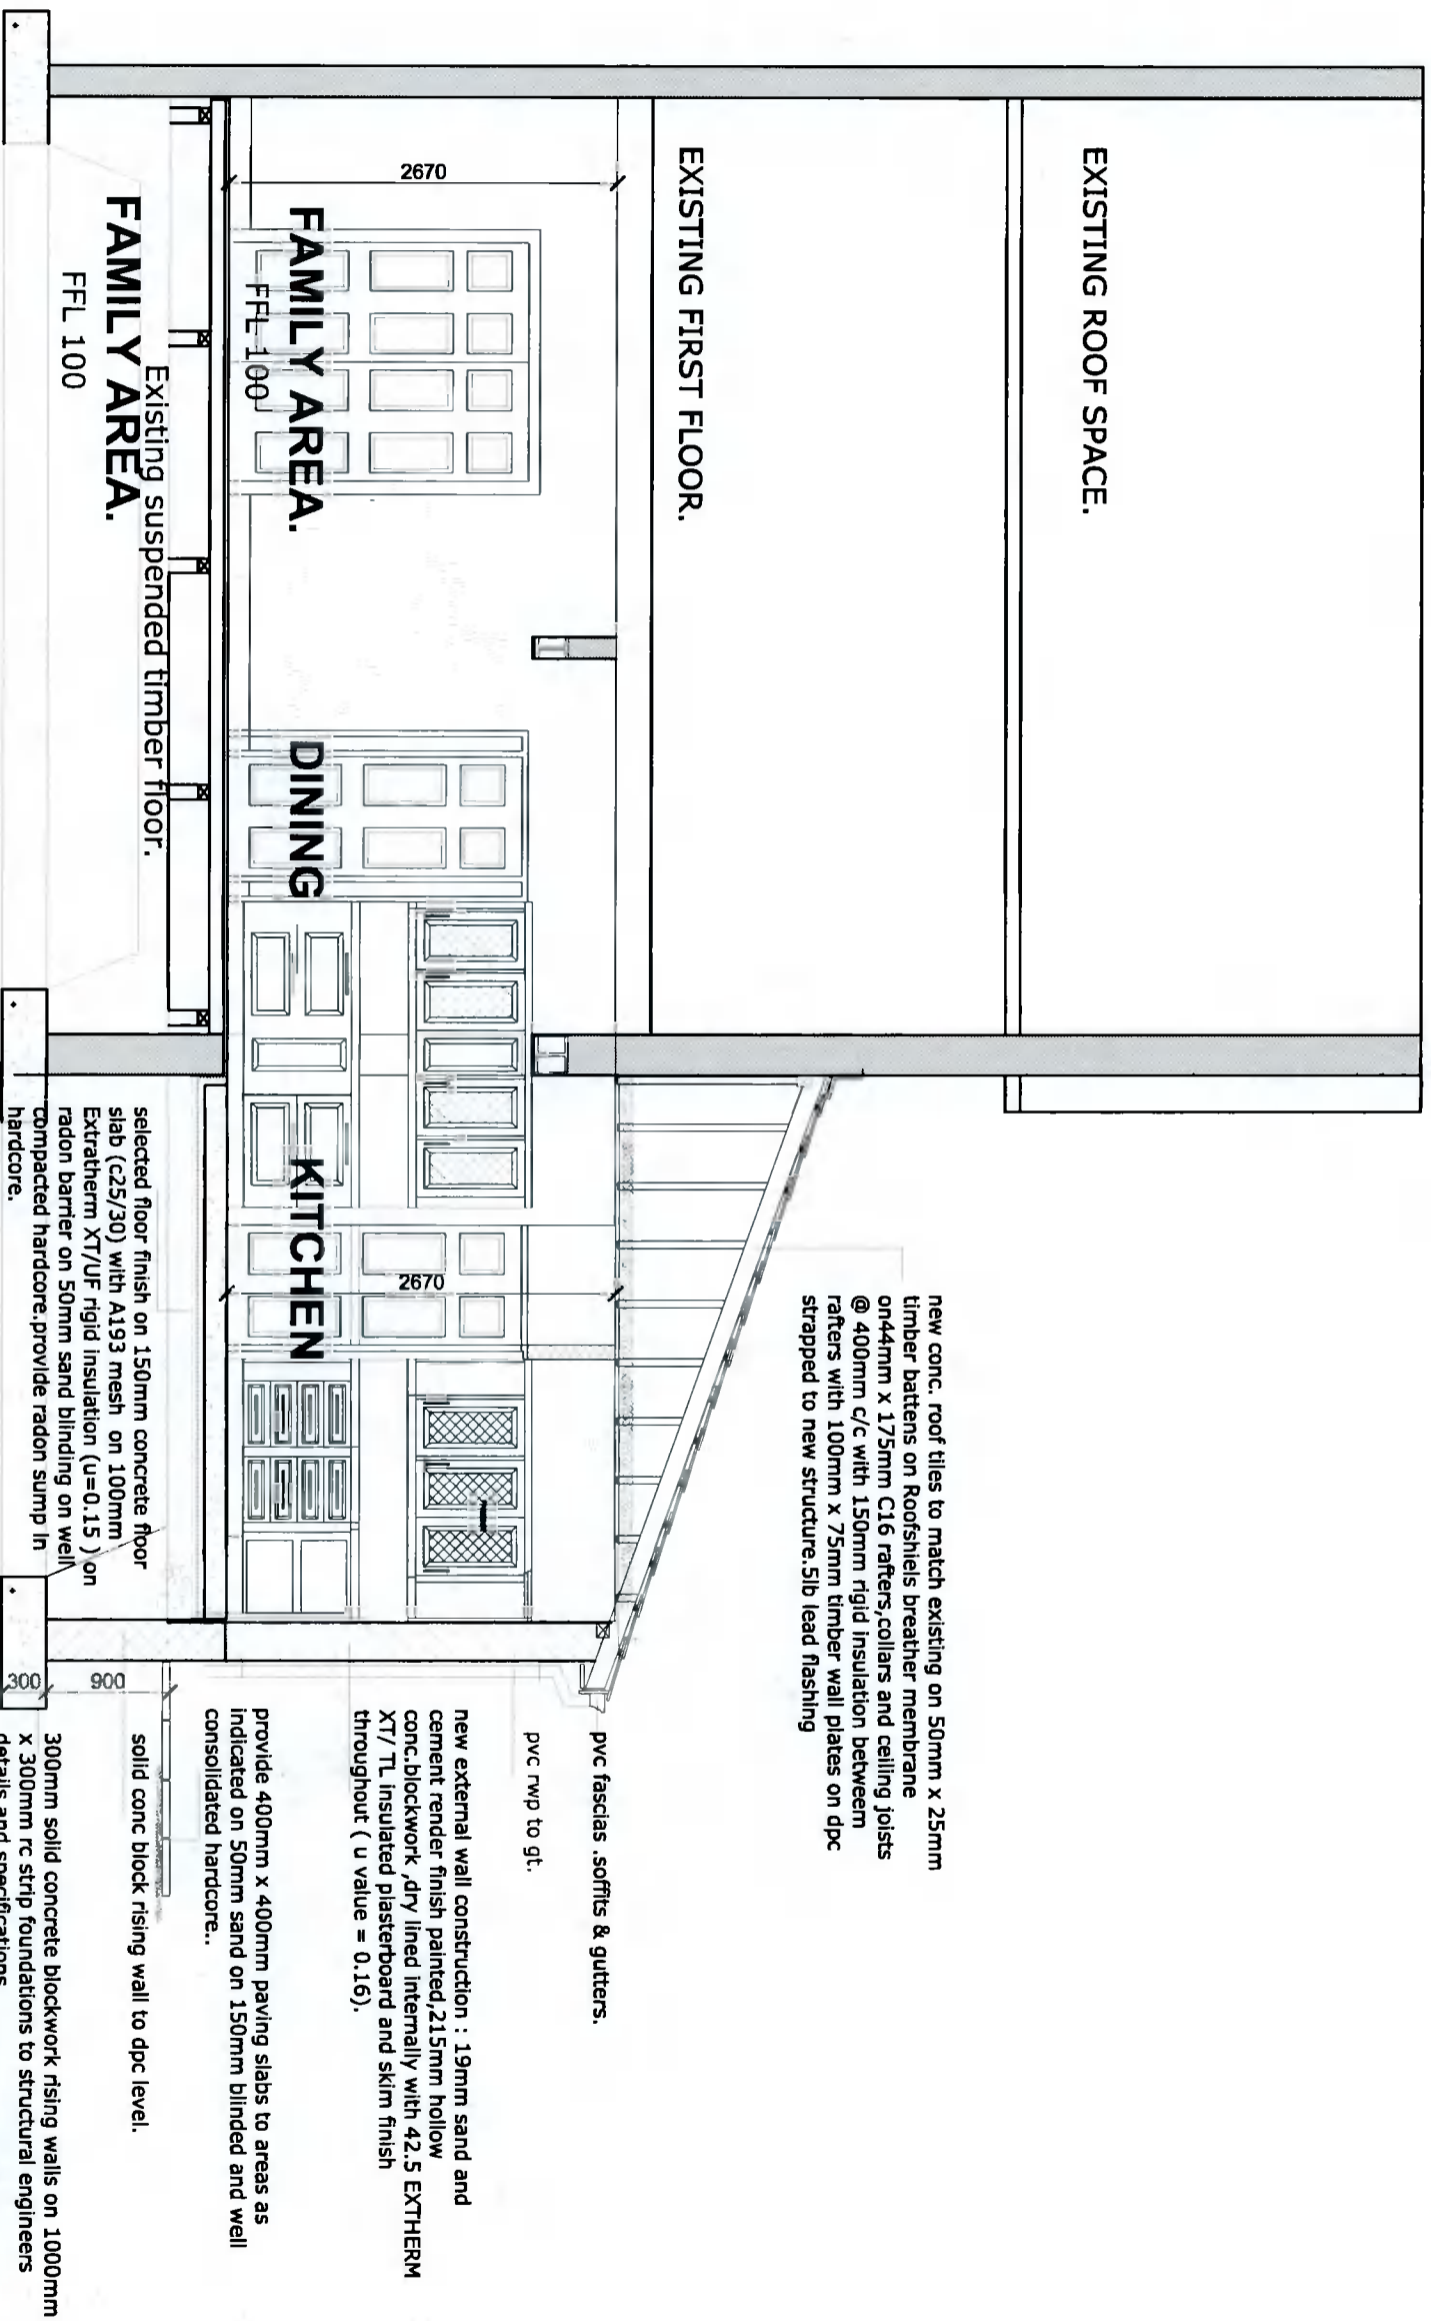 EXISTING ROOF SPACE.
new conc. roof tiles to match existing on 50mm x 25mm
timber battens on Roofshiels breather membrane
on44mm x 175mm C16 rafters,collars and ceiling joists
@ 400mm c/c with 150mm rigid insulation betweem
rafters with 100mm x 75mm timber wall plates on dpc
strapped to new structure.5lb lead flashing
EXISTING FIRST FLOOR.
pvc fascias .soffits & gutters.
pvc rwp to gt.
2670
2670
new external wall construction : 19mm sand and
cement render finish painted,215mm hollow
conc.blockwork ,dry lined internally with 42.5 EXTHERM
XT/ TL insulated plasterboard and skim finish
throughout ( u value = 0.16).
FAMILY AREA.
FFL 100
DINING
KITCHEN
provide 400mm x 400mm paving slabs to areas as
indicated on 50mm sand on 150mm blinded and well
consolidated hardcore..
Existing suspended timber floor.
FAMILY AREA.
FFL 100
selected floor finish on 150mm concrete floor
slab (c25/30) with A193 mesh on 100mm
Extratherm XT/UF rigid insulation (u=0.15 ) on
radon barrier on 50mm sand blinding on well
compacted hardcore.provide radon sump in
hardcore.
solid conc block rising wall to dpc level.
900
300
300mm solid concrete blockwork rising walls on 1000mm
x 300mm rc strip foundations to structural engineers
details and specifications